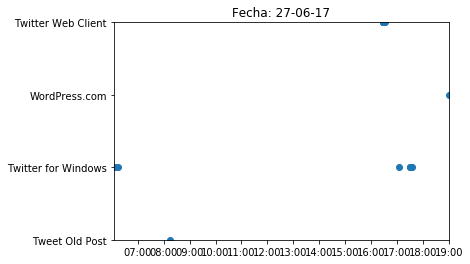 Fecha: 27-06-17
Twitter Web Client
WordPress.com
Twitter for Windows
Tweet Old Post
07:00 08:00 09:00 10:00 11:00 12:00 13:00 14:00 15:00 16:00 17:00 18:00 19:00